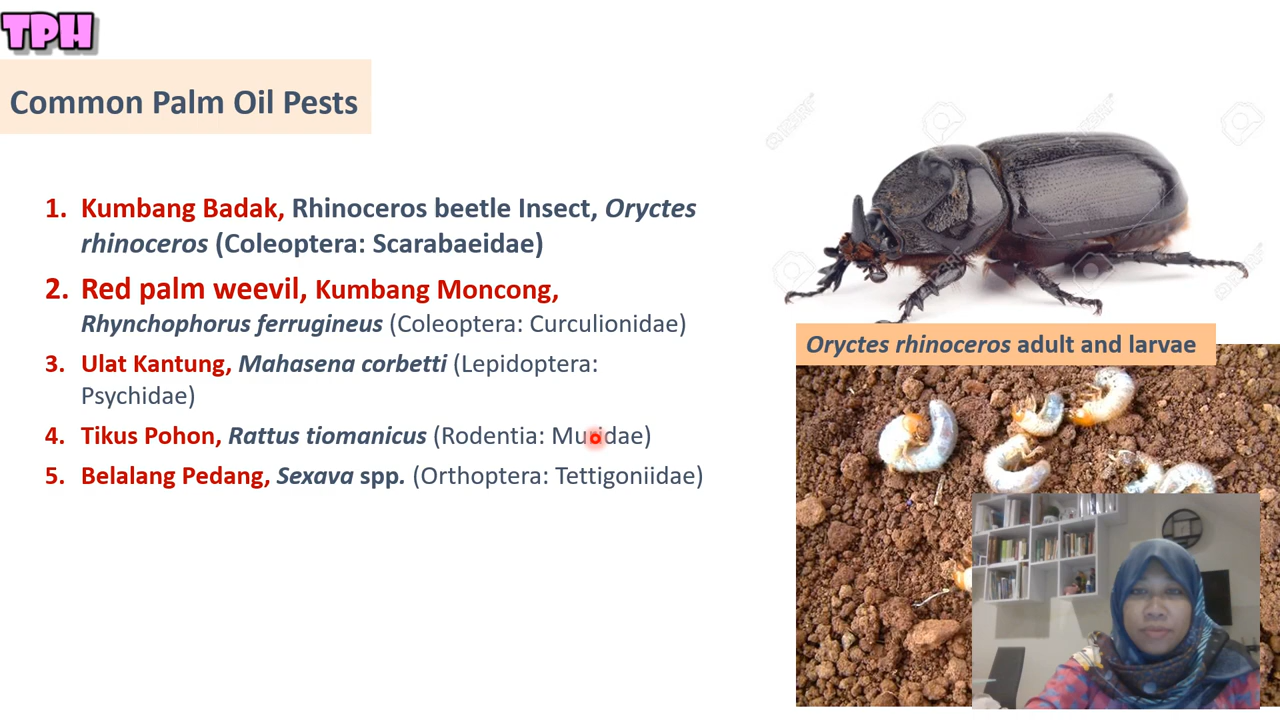 TPH
Common Palm Oil Pests
1. Kumbang Badak, Rhinoceros beetle Insect, Oryctes
rhinoceros (Coleoptera: Scarabaeidae)
2. Red palm weevil, Kumbang Moncong,
Rhynchophorus ferrugineus (Coleoptera: Curculionidae)
3. Ulat Kantung, Mahasena corbetti (Lepidoptera:
Psychidae)
4. Tikus Pohon, Rattus tiomanicus (Rodentia: Muridae)
5. Belalang Pedang, Sexava spp. (Orthoptera: Tettigoniidae)
Oryctes rhinoceros adult and larvae